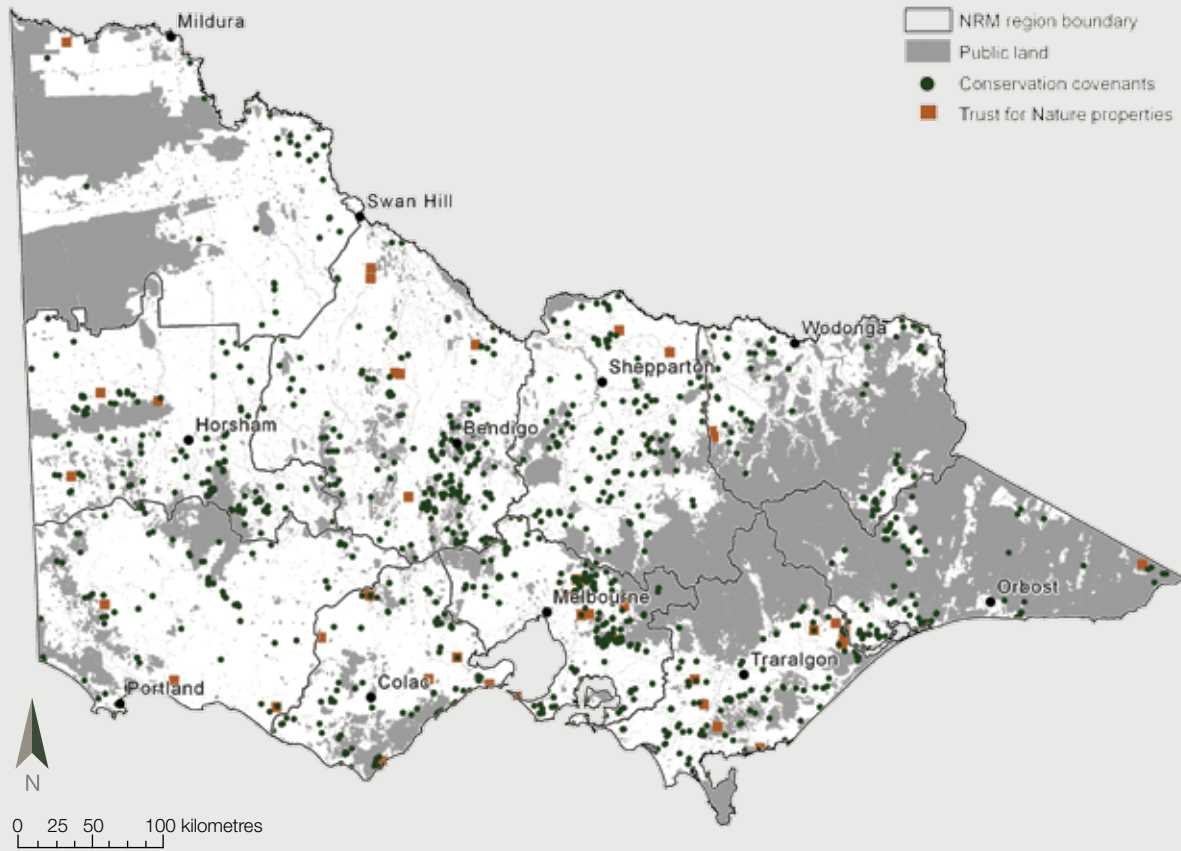 Mildura
NRM region boundary
Public land
Conservation covenants
Trust for Nature properties
Swan Hill
Wodonga
Shepparton
Horsham
Bendigo
Melbourne
Orbost
Traralgon
Portland
Colac
N
0 25 50 100 kilometres